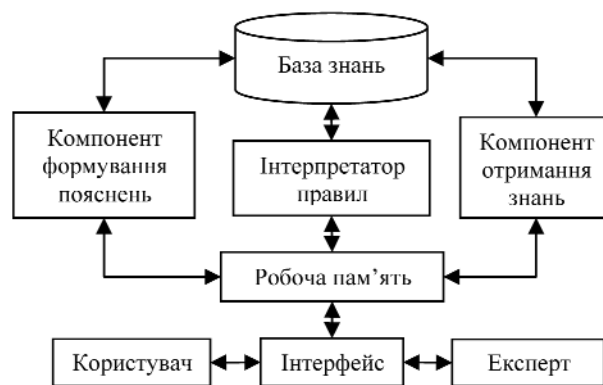 База знань
Компонент
формування
пояснень
Інтерпретатор
правил
Компонент
отримання
знань
Робоча пам’ять
Користувач
Інтерфейс
Експерт